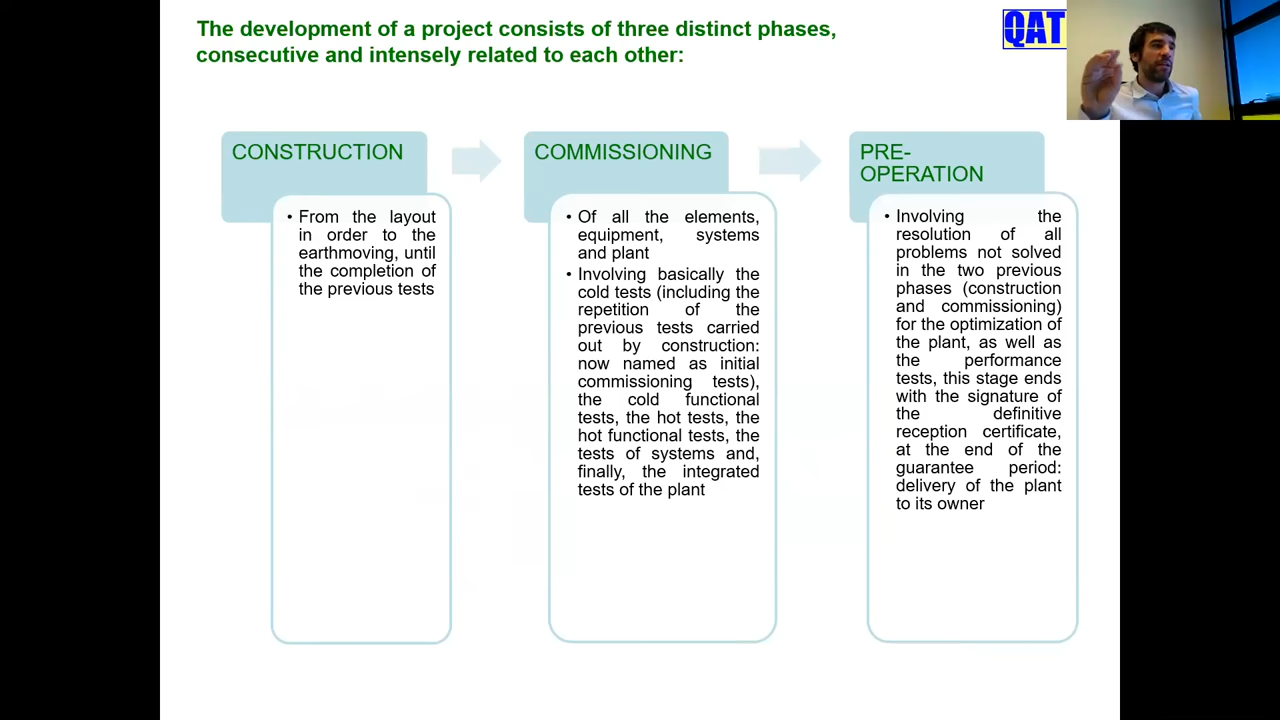 The development of a project consists of three distinct phases,
consecutive and intensely related to each other:
QAT
CONSTRUCTION
• From the layout
in order to the
earthmoving, until
the completion of
the previous tests
COMMISSIONING
• Of all the elements,
equipment, systems
and plant
• Involving basically the
cold tests (including the
repetition of the
previous tests carried
out by construction:
now named as initial
commissioning tests),
the cold functional
tests, the hot tests, the
hot functional tests, the
tests of systems and,
finally, the integrated
tests of the plant
PRE-
OPERATION
• Involving the
resolution of all
problems not solved
in the two previous
phases (construction
and commissioning)
for the optimization of
the plant, as well as
the performance
tests, this stage ends
with the signature of
the definitive
reception certificate,
at the end of the
guarantee period:
delivery of the plant
to its owner